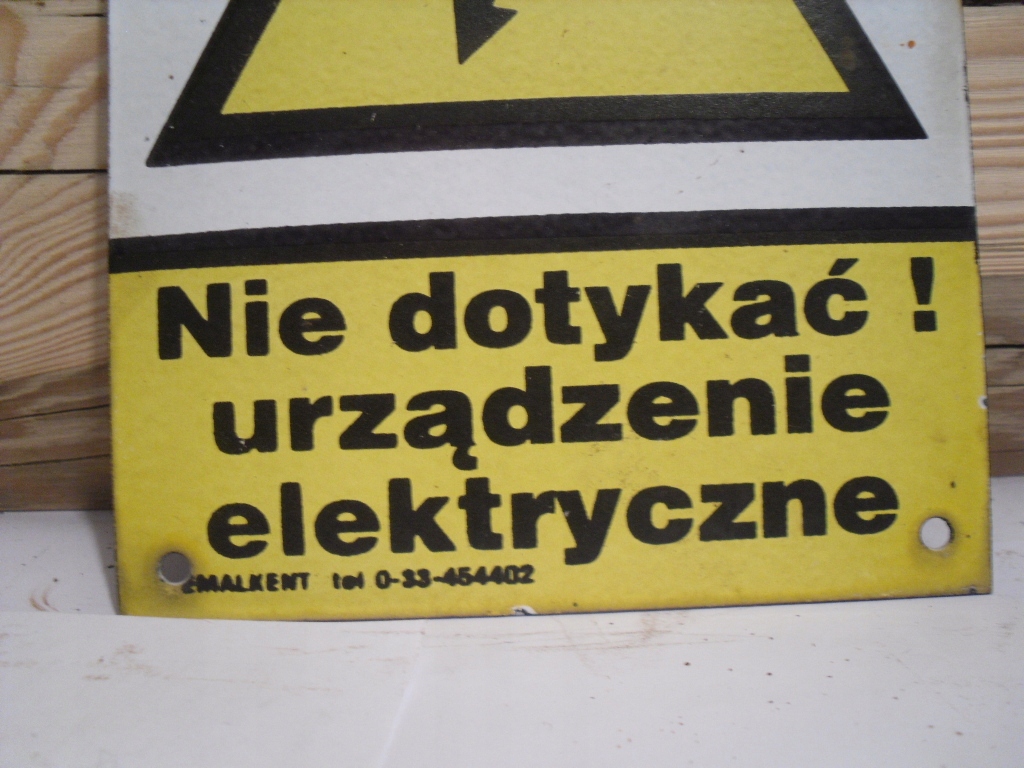 Nie dotykać !
urządzenie
elektryczne
EMALKENT tel 0-33-454402